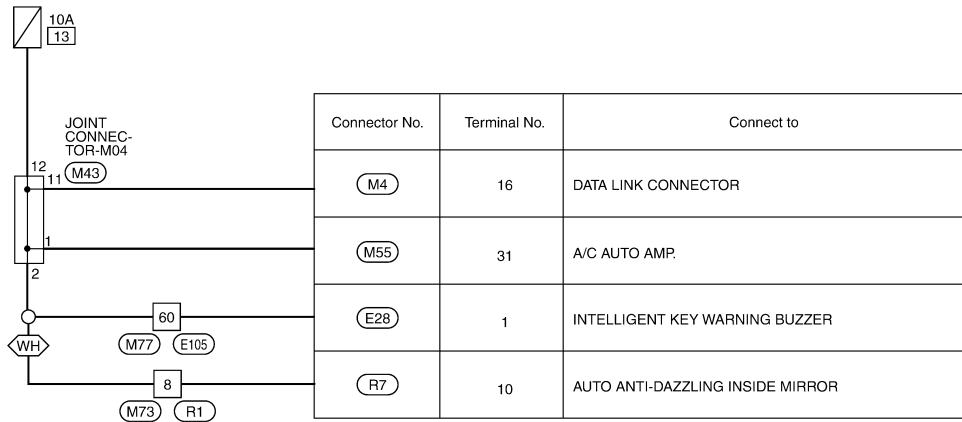 10A
13
JOINT
CONNEC-
TOR-M04
M43
12
11
1
2
Connector No. Terminal No. Connect to
M4 16 DATA LINK CONNECTOR
M55 31 A/C AUTO AMP.
60
M77 E105
E28 1 INTELLIGENT KEY WARNING BUZZER
WH
8
M73 R1
R7 10 AUTO ANTI-DAZZLING INSIDE MIRROR